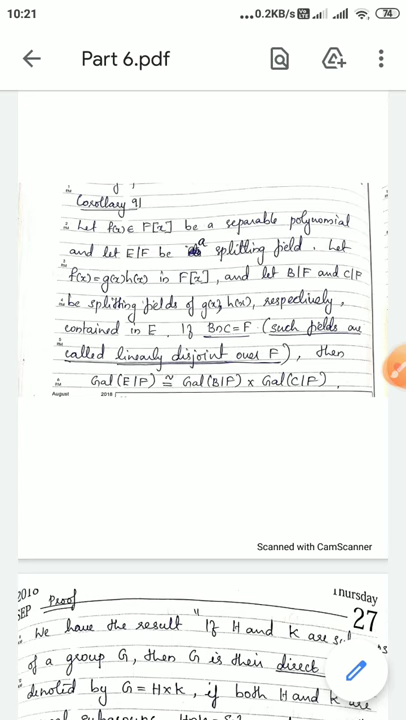 10:21
...0.2KB/s
74
Part 6.pdf
Corollary 91
Let f(x) ∈ F[x] be a separable polynomial
and let E|F be a splitting field. Let
f(x)=g(x)h(x) in F[x], and let B|F and C|F
be splitting fields of g(x), h(x), respectively,
contained in E. If B∩C=F (such fields are
called linearly disjoint over F), then
Gal(E|F) ≅ Gal(B|F) × Gal(C|F).
August 2018
Scanned with CamScanner
2010 Thursday
SEP Proof 27
We have the result "If H and K are
of a group G, then G is their direct
denoted by G=H×K, if both H and K are